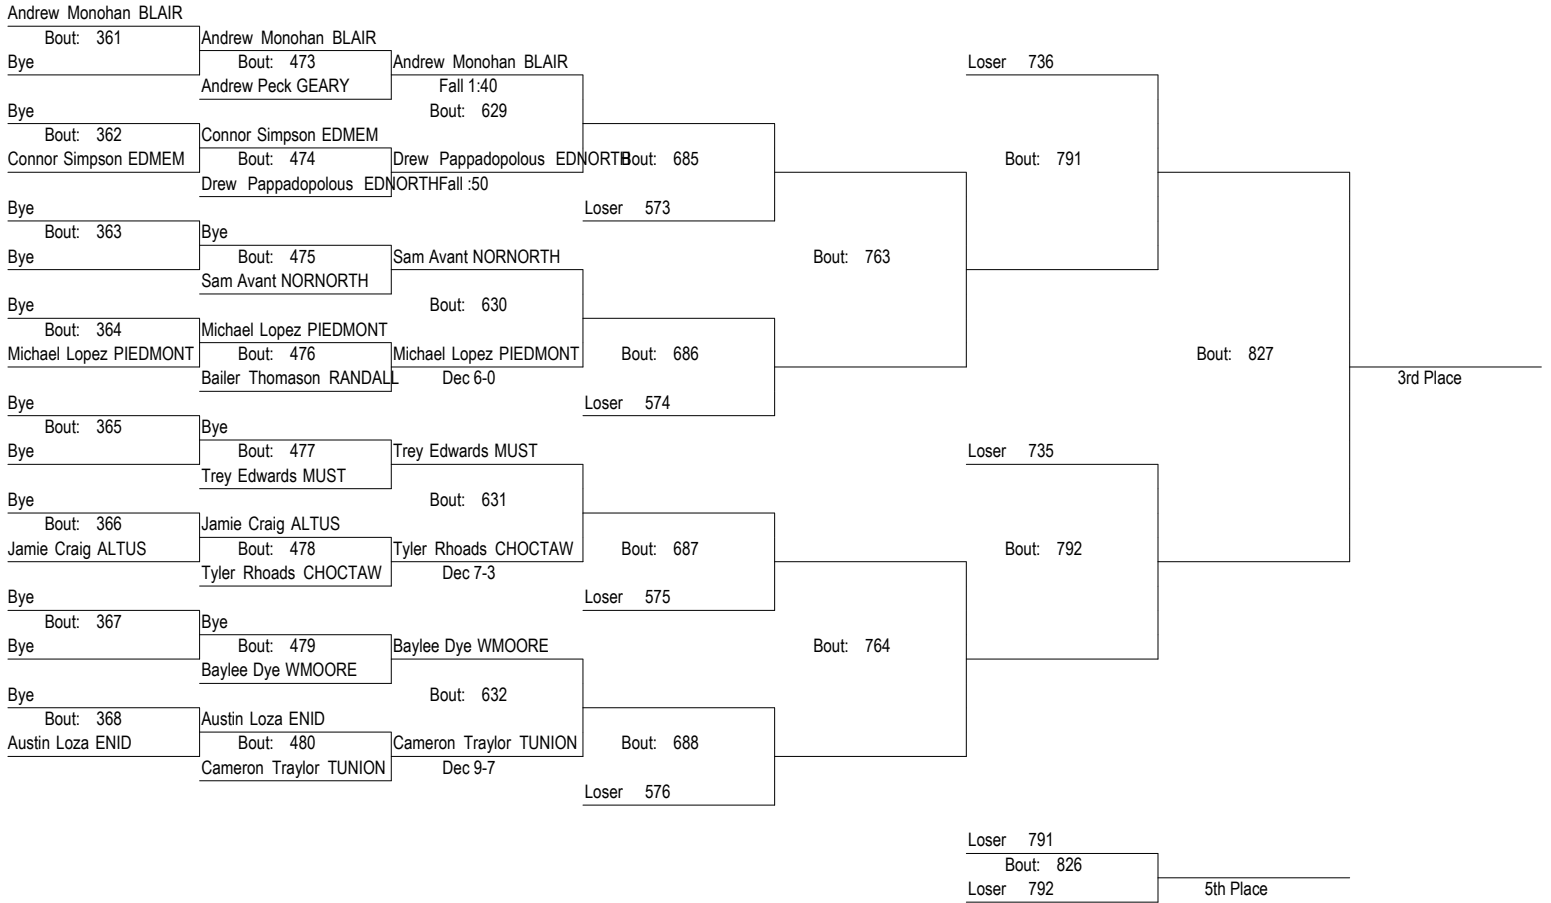 Andrew Monohan BLAIR
Bout: 361
Andrew Monohan BLAIR
Bye
Bout: 473
Andrew Monohan BLAIR
Loser 736
Andrew Peck GEARY
Fall 1:40
Bye
Bout: 629
Bout: 362
Connor Simpson EDMEM
Connor Simpson EDMEM
Bout: 474
Drew Pappadopolous EDNORTH
Bout: 685
Bout: 791
Drew Pappadopolous EDNORTH
Fall :50
Bye
Loser 573
Bout: 363
Bye
Bye
Bout: 475
Sam Avant NORNORTH
Bout: 763
Sam Avant NORNORTH
Bye
Bout: 630
Bout: 364
Michael Lopez PIEDMONT
Michael Lopez PIEDMONT
Bout: 476
Michael Lopez PIEDMONT
Bout: 686
Bout: 827
Bailer Thomason RANDALL
Dec 6-0
3rd Place
Bye
Loser 574
Bout: 365
Bye
Bye
Bout: 477
Trey Edwards MUST
Loser 735
Trey Edwards MUST
Bye
Bout: 631
Bout: 366
Jamie Craig ALTUS
Jamie Craig ALTUS
Bout: 478
Tyler Rhoads CHOCTAW
Bout: 687
Bout: 792
Tyler Rhoads CHOCTAW
Dec 7-3
Bye
Loser 575
Bout: 367
Bye
Bye
Bout: 479
Baylee Dye WMOORE
Bout: 764
Baylee Dye WMOORE
Bye
Bout: 632
Bout: 368
Austin Loza ENID
Austin Loza ENID
Bout: 480
Cameron Traylor TUNION
Bout: 688
Cameron Traylor TUNION
Dec 9-7
Loser 576
Loser 791
Bout: 826
Loser 792
5th Place